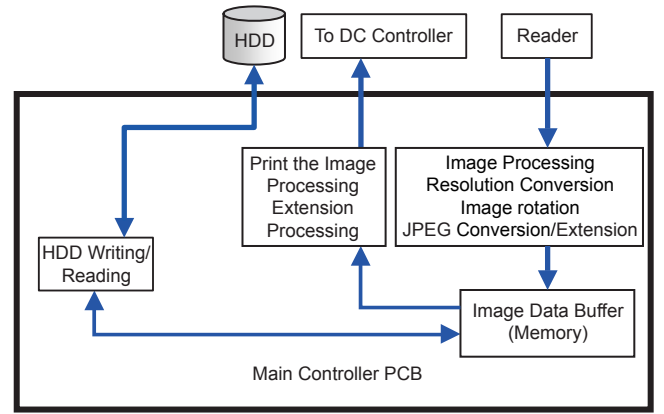 HDD
To DC Controller
Reader
Print the Image
Processing
Extension
Processing
Image Processing
Resolution Conversion
Image rotation
JPEG Conversion/Extension
HDD Writing/
Reading
Image Data Buffer
(Memory)
Main Controller PCB